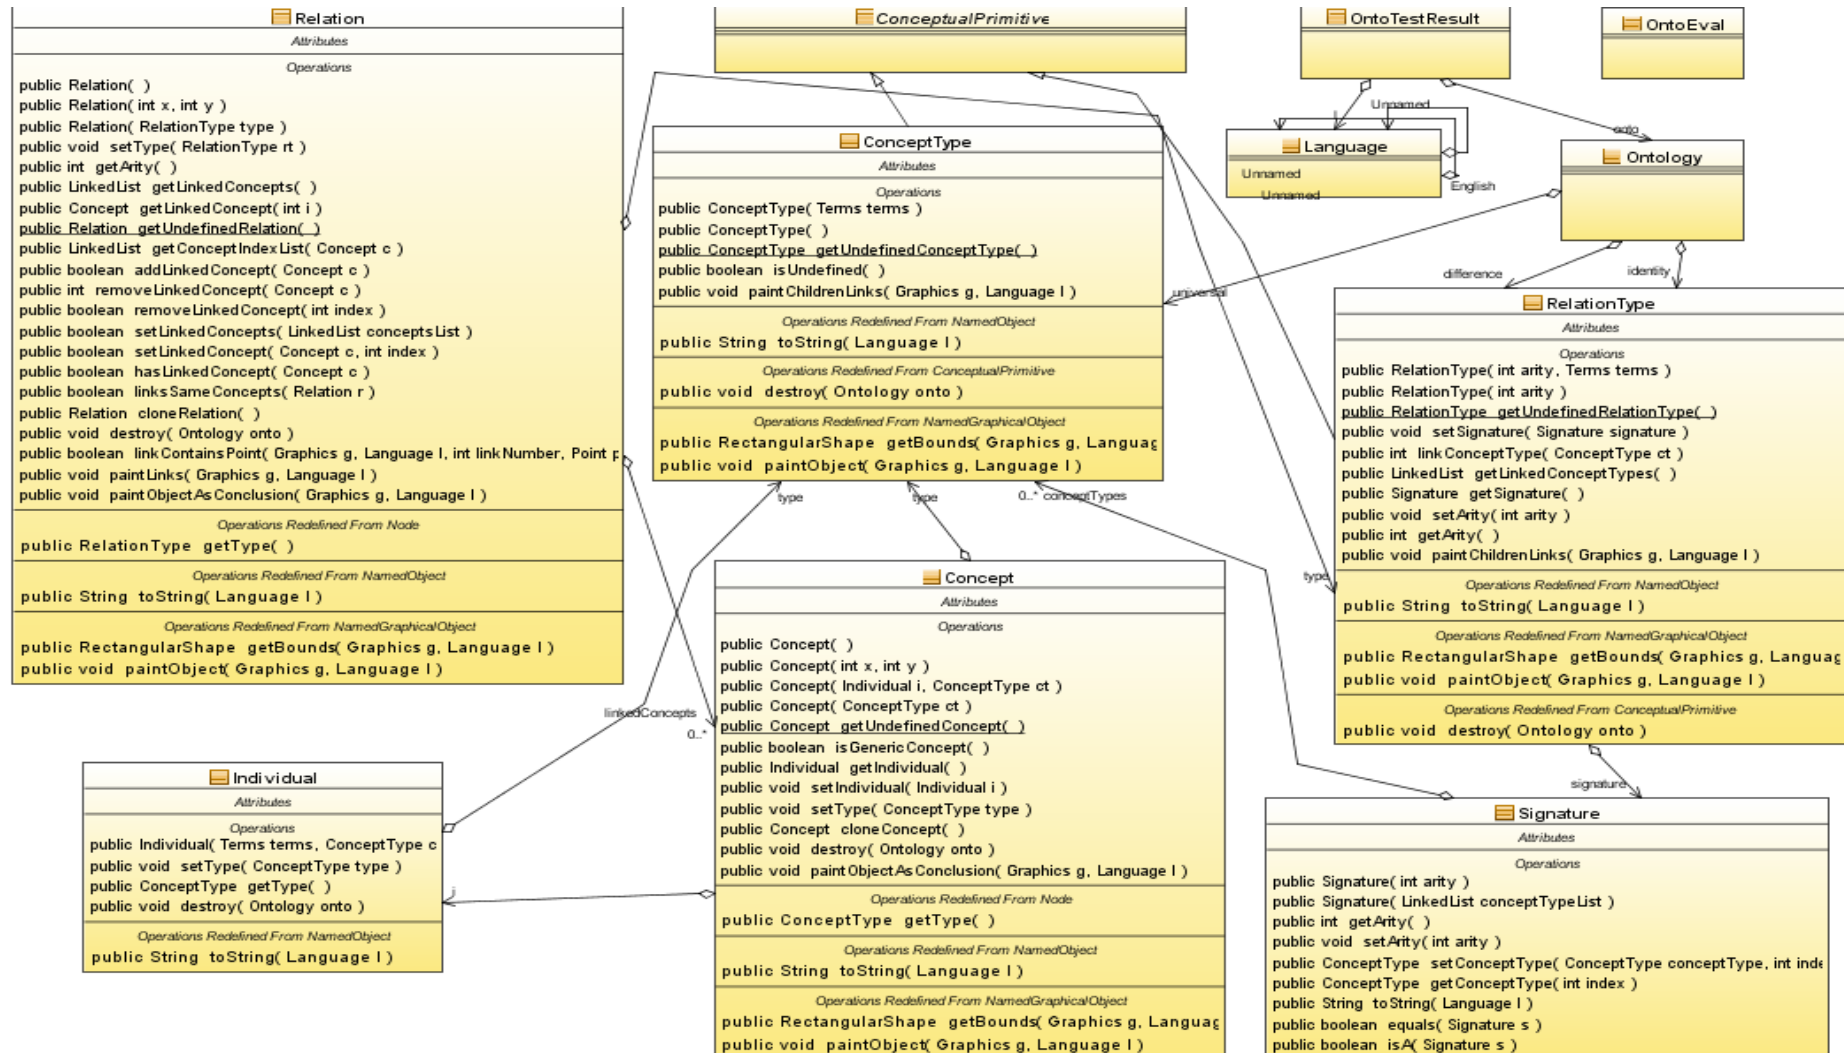 Relation
Attributes
Operations
public Relation( )
public Relation( int x, int y )
public Relation( RelationType type )
public void setType( RelationType rt )
public int getArity( )
public LinkedList getLinkedConcepts( )
public Concept getLinkedConcept( int i )
public Relation getUndefinedRelation( )
public LinkedList getConceptIndexList( Concept c )
public boolean addLinkedConcept( Concept c )
public int removeLinkedConcept( Concept c )
public boolean removeLinkedConcept( int index )
public boolean setLinkedConcepts( LinkedList conceptsList )
public boolean setLinkedConcept( Concept c, int index )
public boolean hasLinkedConcept( Concept c )
public boolean linksSameConcepts( Relation r )
public Relation cloneRelation( )
public void destroy( Ontology onto )
public boolean linkContainsPoint( Graphics g, Language l, int linkNumber, Point p
public void paintLinks( Graphics g, Language l )
public void paintObjectAsConclusion( Graphics g, Language l )
Operations Redefined From Node
public RelationType getType( )
Operations Redefined From NamedObject
public String toString( Language l )
Operations Redefined From NamedGraphicalObject
public RectangularShape getBounds( Graphics g, Language l )
public void paintObject( Graphics g, Language l )
ConceptualPrimitive
OntoTestResult
OntoEval
Unnamed
l
onto
Language
Unnamed
Unnamed
English
Ontology
universal
difference
identity
ConceptType
Attributes
Operations
public ConceptType( Terms terms )
public ConceptType( )
public ConceptType getUndefinedConceptType( )
public boolean isUndefined( )
public void paintChildrenLinks( Graphics g, Language l )
Operations Redefined From NamedObject
public String toString( Language l )
Operations Redefined From ConceptualPrimitive
public void destroy( Ontology onto )
Operations Redefined From NamedGraphicalObject
public RectangularShape getBounds( Graphics g, Languag
public void paintObject( Graphics g, Language l )
type
type
0..* conceptTypes
RelationType
Attributes
Operations
public RelationType( int arity, Terms terms )
public RelationType( int arity )
public RelationType getUndefinedRelationType( )
public void setSignature( Signature signature )
public int linkConceptType( ConceptType ct )
public LinkedList getLinkedConceptTypes( )
public Signature getSignature( )
public void setArity( int arity )
public int getArity( )
public void paintChildrenLinks( Graphics g, Language l )
type
Operations Redefined From NamedObject
public String toString( Language l )
Operations Redefined From NamedGraphicalObject
public RectangularShape getBounds( Graphics g, Languag
public void paintObject( Graphics g, Language l )
Operations Redefined From ConceptualPrimitive
public void destroy( Ontology onto )
signature
linkedConcepts
0..*
Concept
Attributes
Operations
public Concept( )
public Concept( int x, int y )
public Concept( Individual i, ConceptType ct )
public Concept( ConceptType ct )
public Concept getUndefinedConcept( )
public boolean isGenericConcept( )
public Individual getIndividual( )
public void setIndividual( Individual i )
public void setType( ConceptType type )
public Concept cloneConcept( )
public void destroy( Ontology onto )
public void paintObjectAsConclusion( Graphics g, Language l )
Operations Redefined From Node
public ConceptType getType( )
Operations Redefined From NamedObject
public String toString( Language l )
Operations Redefined From NamedGraphicalObject
public RectangularShape getBounds( Graphics g, Languag
public void paintObject( Graphics g, Language l )
Individual
Attributes
Operations
public Individual( Terms terms, ConceptType c
public void setType( ConceptType type )
public ConceptType getType( )
public void destroy( Ontology onto )
Operations Redefined From NamedObject
public String toString( Language l )
i
Signature
Attributes
Operations
public Signature( int arity )
public Signature( LinkedList conceptTypeList )
public int getArity( )
public void setArity( int arity )
public ConceptType setConceptType( ConceptType conceptType, int inde
public ConceptType getConceptType( int index )
public String toString( Language l )
public boolean equals( Signature s )
public boolean isA( Signature s )